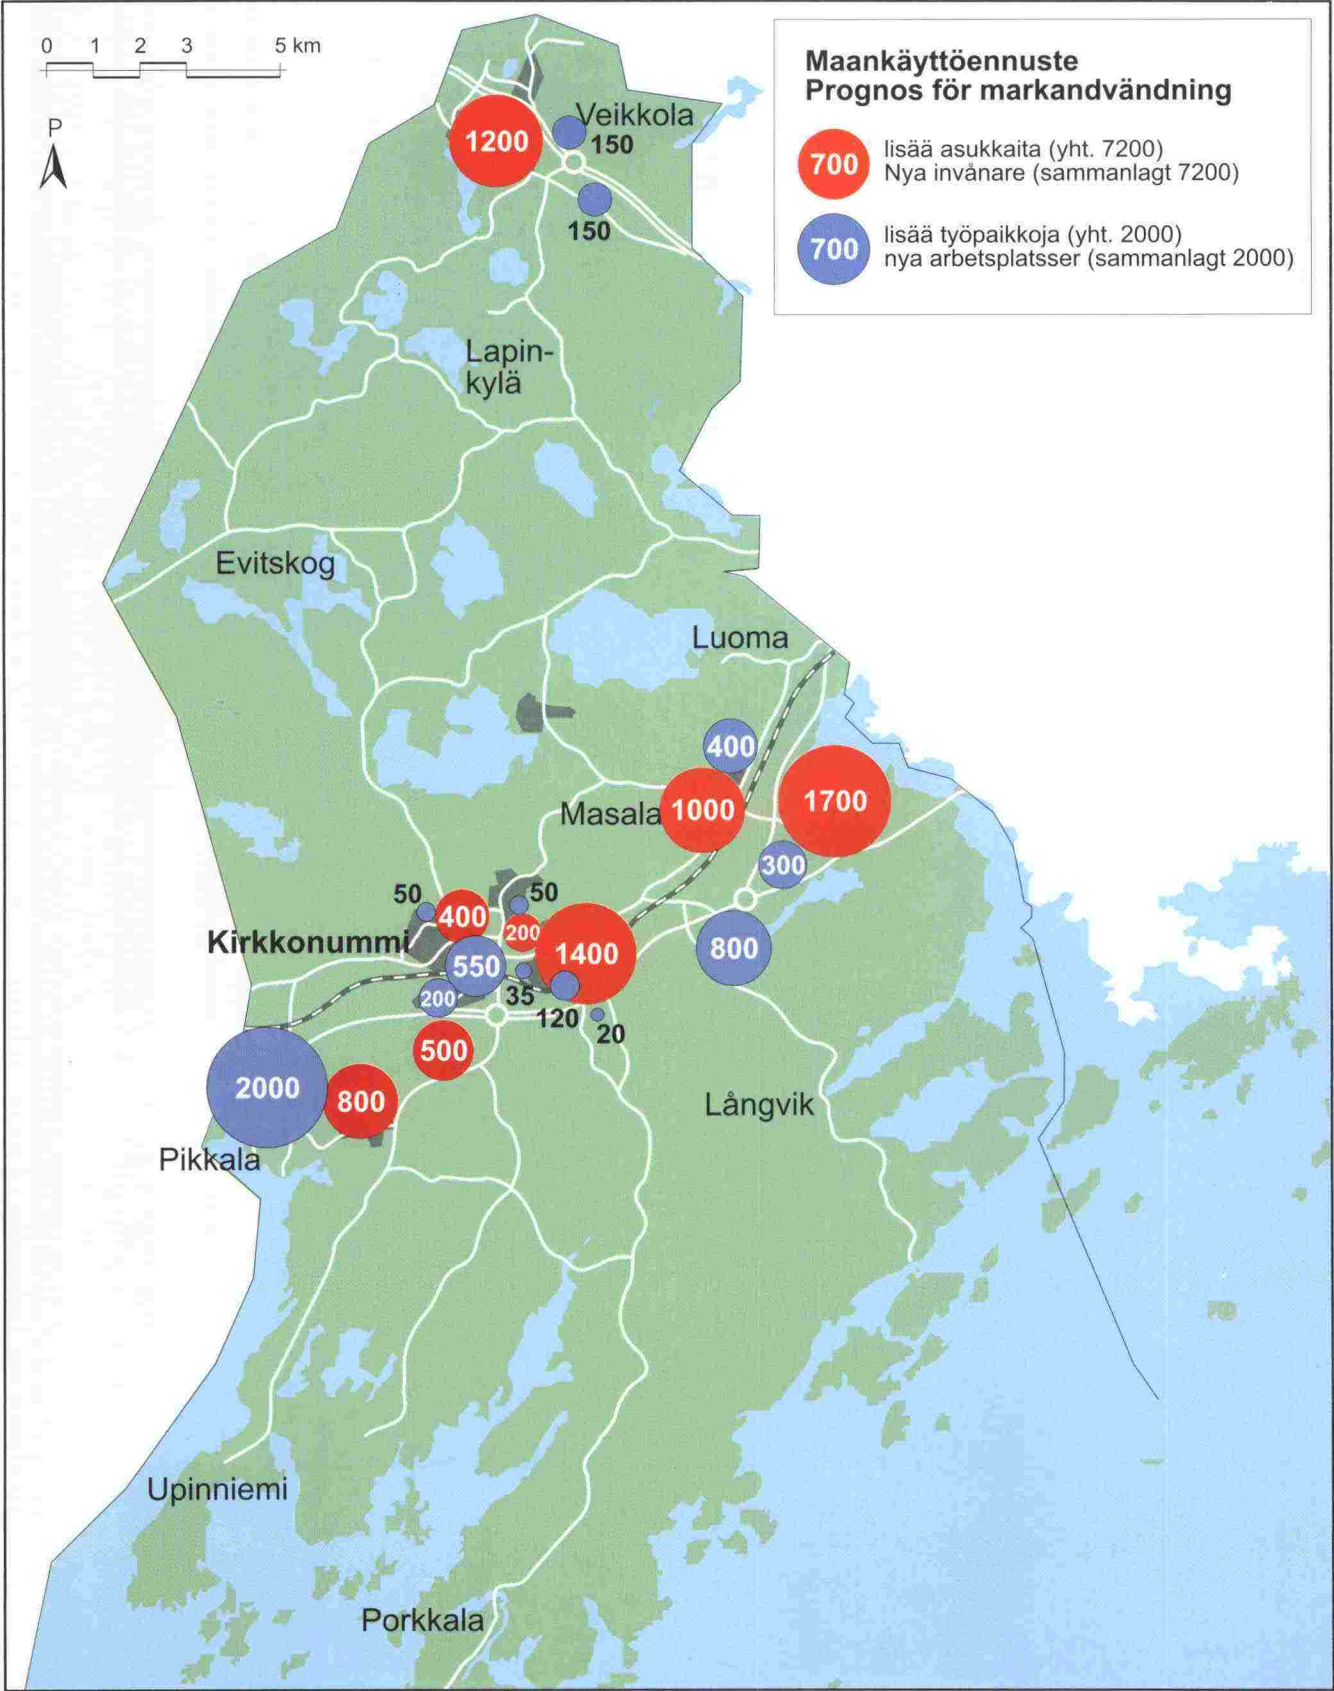 0 1 2 3 5 km
P
Maankäyttöennuste
Prognos för markandvändning
700
lisää asukkaita (yht. 7200)
Nya invånare (sammanlagt 7200)
700
lisää työpaikkoja (yht. 2000)
nya arbetsplatsser (sammanlagt 2000)
Veikkola
1200
150
150
Lapin-
kylä
Evitskog
Luoma
400
Masala
1000
1700
300
50
50
400
200
Kirkkonummi
1400
550
800
200
35
120
20
500
2000
800
Långvik
Pikkala
Upinniemi
Porkkala